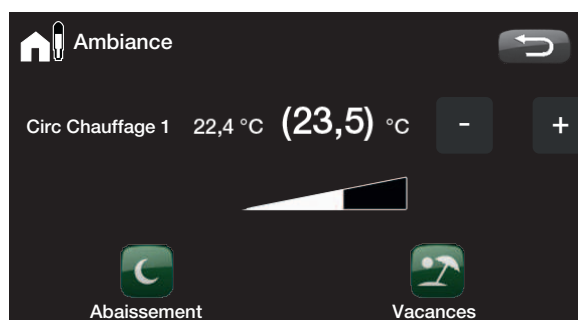 Ambiance
Circ Chauffage 1 22,4 °C (23,5) °C - +
Abaissement Vacances